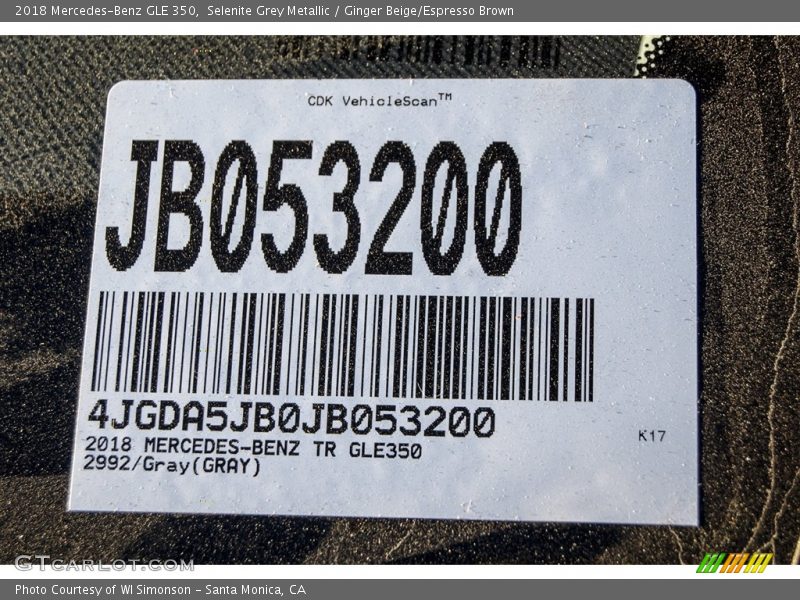 2018 Mercedes-Benz GLE 350, Selenite Grey Metallic / Ginger Beige/Espresso Brown
CDK VehicleScan™
JB053200
4JGDA5JB0JB053200
2018 MERCEDES-BENZ TR GLE350
K17
2992/Gray(GRAY)
GTCARLOT.COM
Photo Courtesy of WI Simonson - Santa Monica, CA